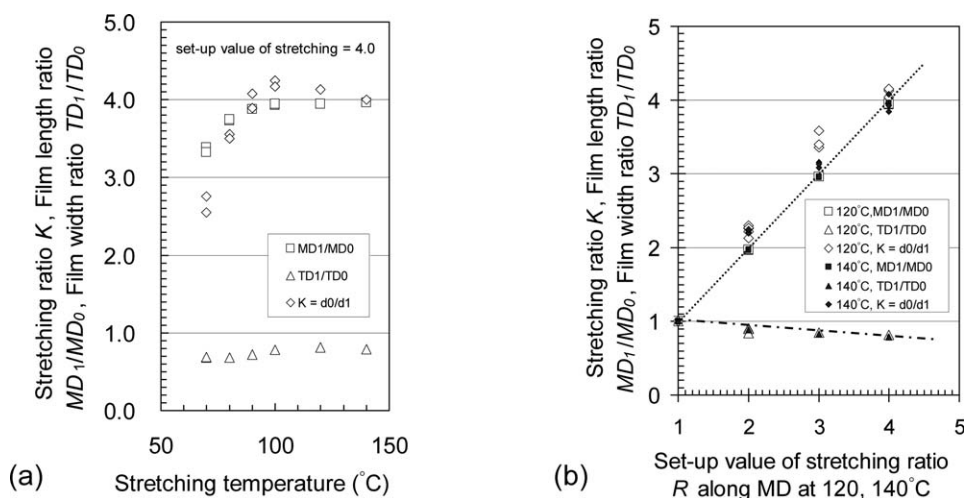 Stretching ratio K, Film length ratio
MD1/MD0, Film width ratio TD1/TD0
5.0
4.0
3.0
2.0
1.0
0.0
set-up value of stretching = 4.0
MD1/MD0
TD1/TD0
K = d0/d1
50
100
150
(a)
Stretching temperature (°C)
Stretching ratio K, Film length ratio
MD1/MD0, Film width ratio TD1/TD0
5
4
3
2
1
0
120°C,MD1/MD0
120°C, TD1/TD0
120°C, K = d0/d1
140°C, MD1/MD0
140°C, TD1/TD0
140°C, K = d0/d1
1
2
3
4
5
(b)
Set-up value of stretching ratio
R along MD at 120, 140°C